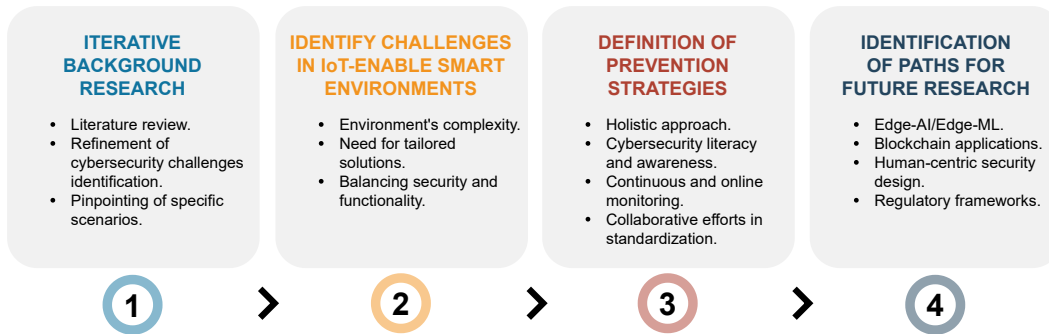 ITERATIVE
BACKGROUND
RESEARCH
• Literature review.
• Refinement of
cybersecurity challenges
identification.
• Pinpointing of specific
scenarios.
1
IDENTIFY CHALLENGES
IN IoT-ENABLE SMART
ENVIRONMENTS
• Environment's complexity.
• Need for tailored
solutions.
• Balancing security and
functionality.
2
DEFINITION OF
PREVENTION
STRATEGIES
• Holistic approach.
• Cybersecurity literacy
and awareness.
• Continuous and online
monitoring.
• Collaborative efforts in
standardization.
3
IDENTIFICATION
OF PATHS FOR
FUTURE RESEARCH
• Edge-AI/Edge-ML.
• Blockchain applications.
• Human-centric security
design.
• Regulatory frameworks.
4